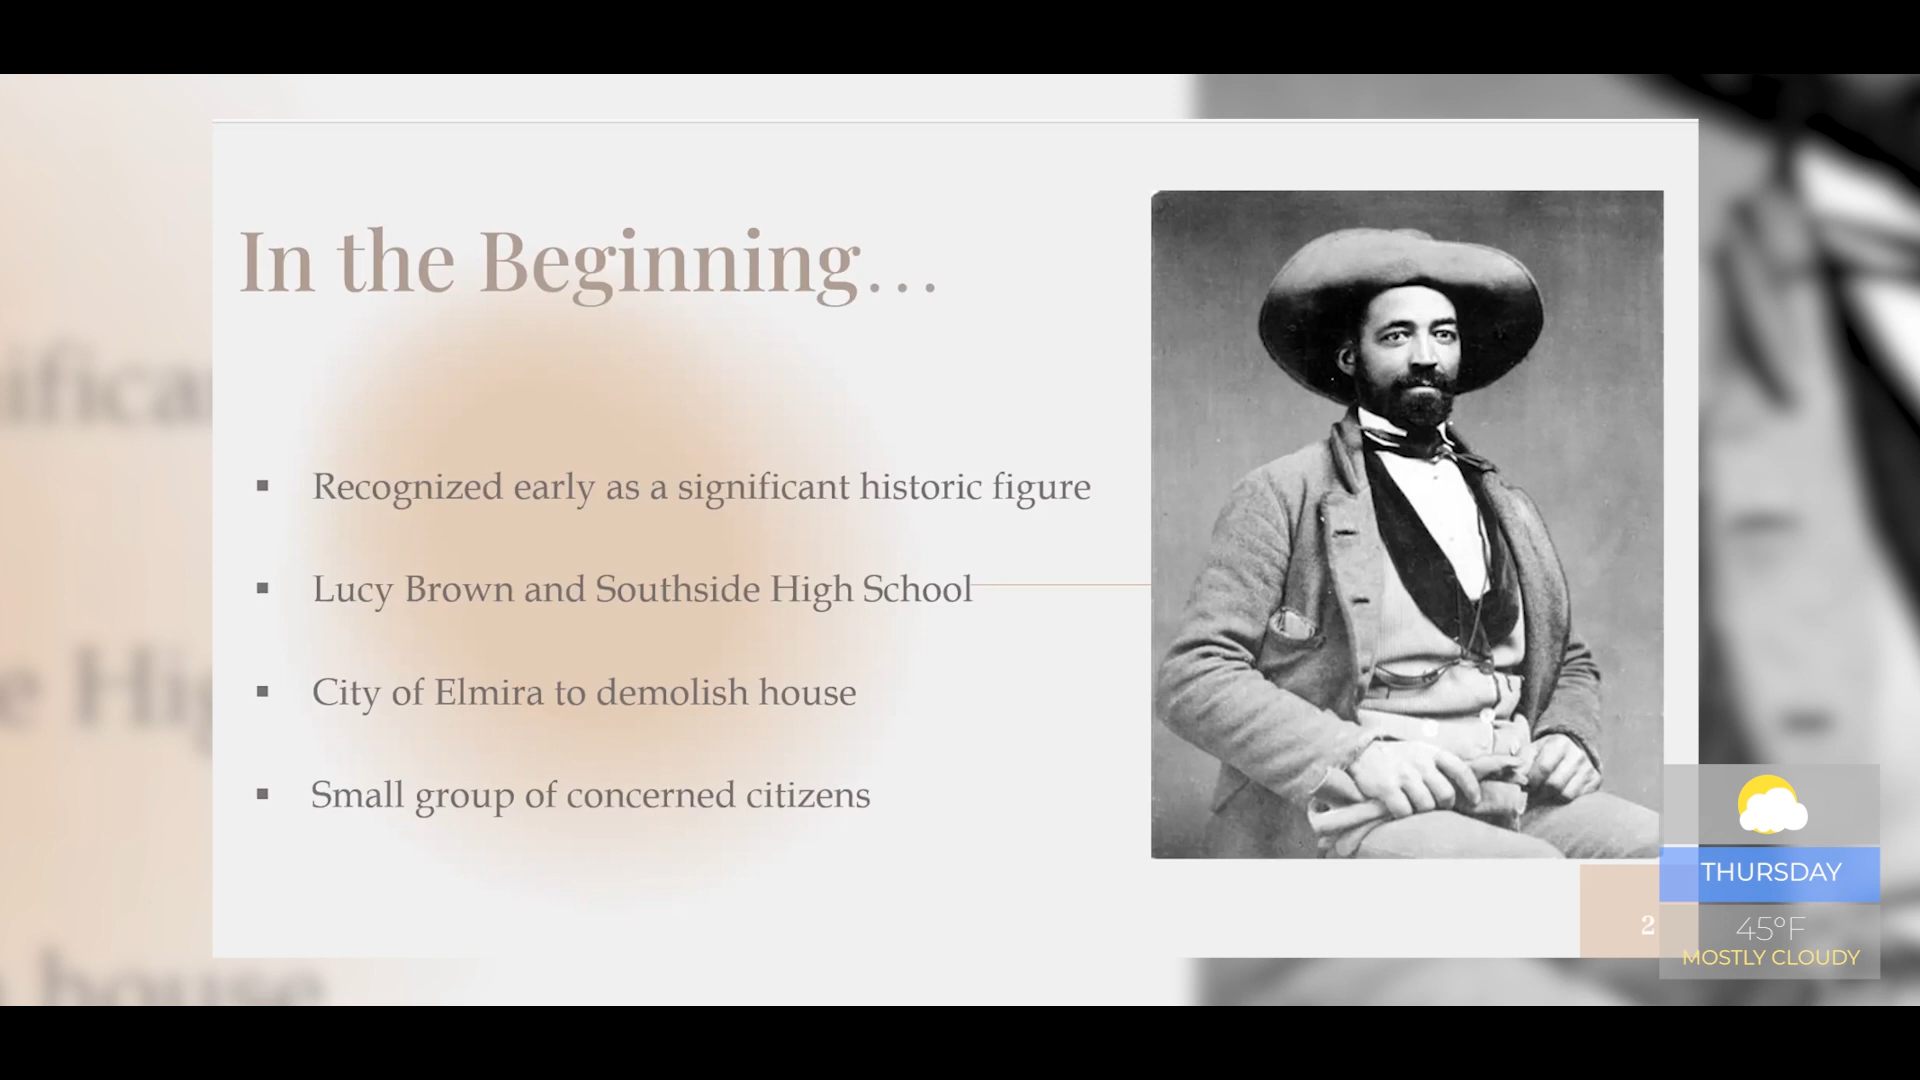 In the Beginning…
▪ Recognized early as a significant historic figure
▪ Lucy Brown and Southside High School
▪ City of Elmira to demolish house
▪ Small group of concerned citizens
2
THURSDAY
45°F
MOSTLY CLOUDY